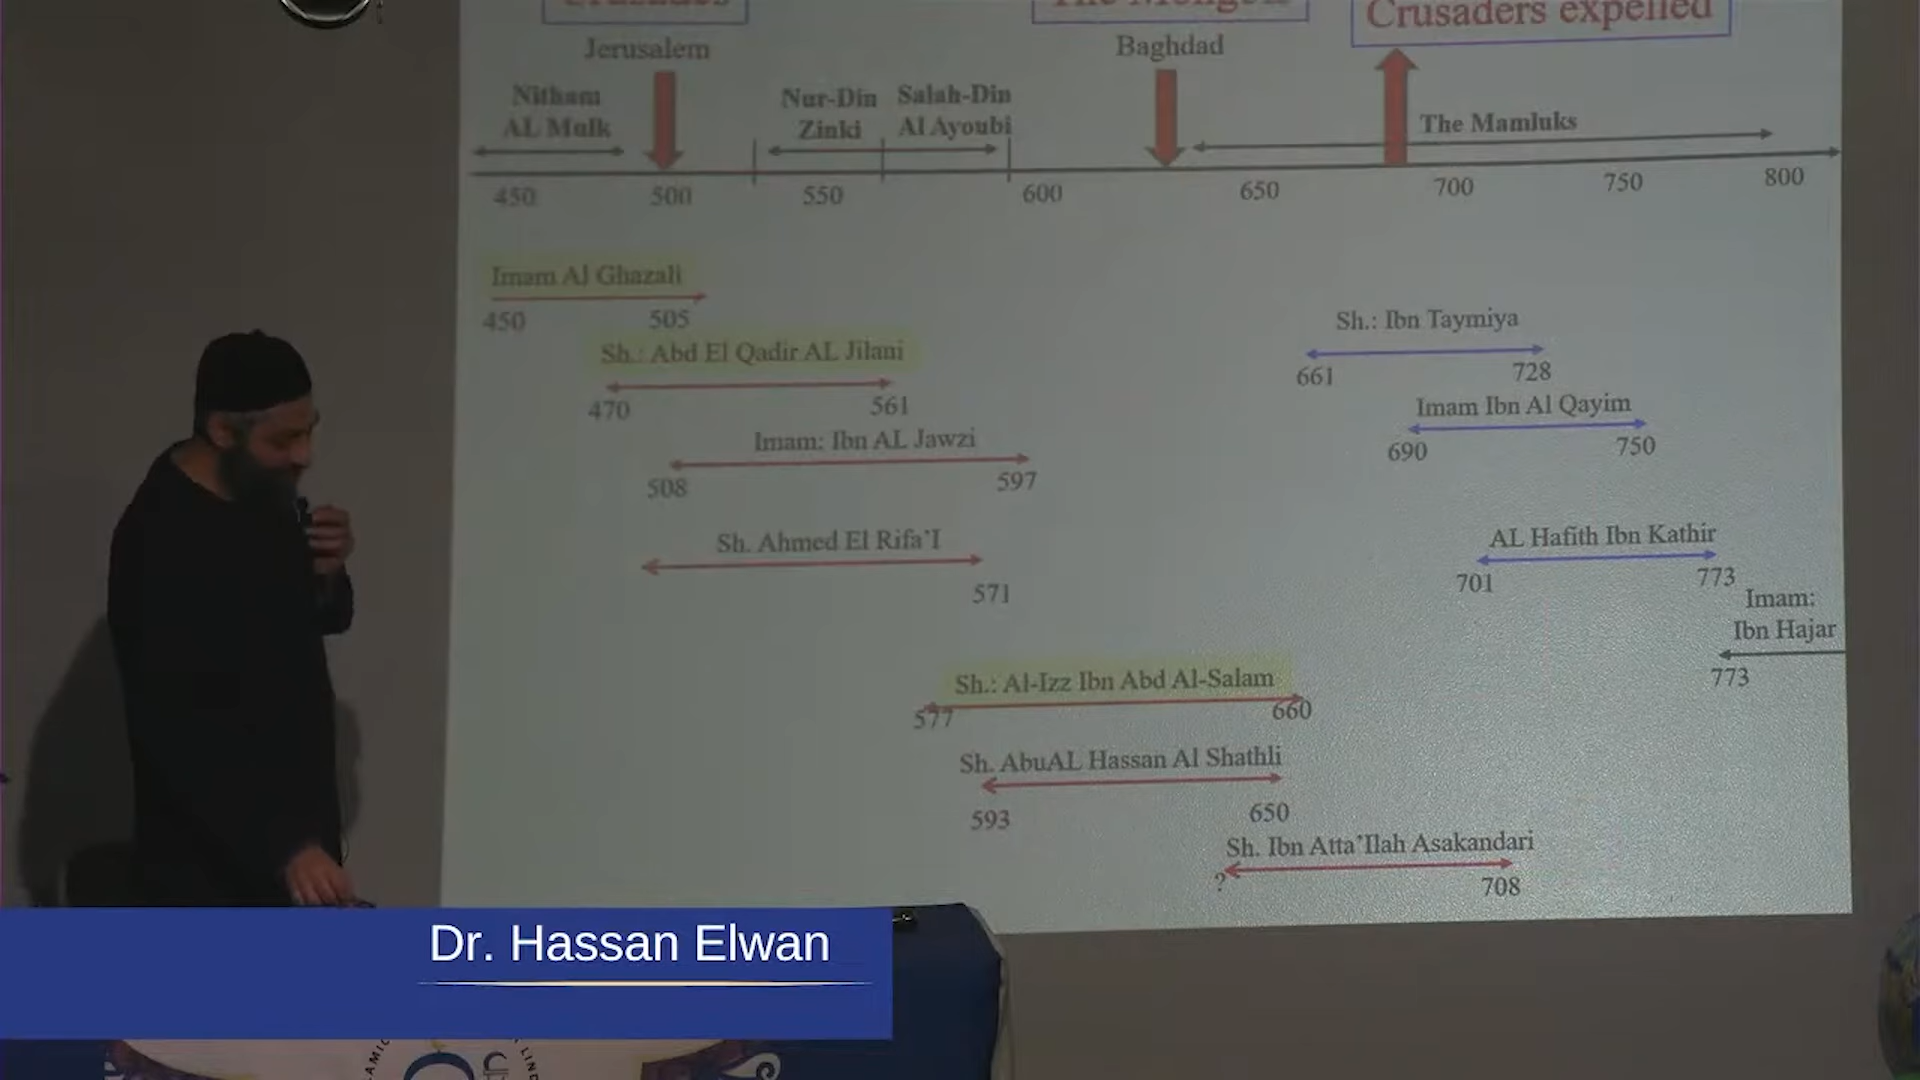 Crusades
The Mongols
Crusaders expelled
Jerusalem
Baghdad
Nitham
AL Mulk
Nur-Din
Zinki
Salah-Din
Al Ayoubi
The Mamluks
450 500 550 600 650 700 750 800
Imam Al Ghazali
450 505
Sh.: Abd El Qadir AL Jilani
470 561
Imam: Ibn AL Jawzi
508 597
Sh. Ahmed El Rifa'I
571
Sh.: Ibn Taymiya
661 728
Imam Ibn Al Qayim
690 750
AL Hafith Ibn Kathir
701 773
Imam:
Ibn Hajar
773
Sh.: Al-Izz Ibn Abd Al-Salam
577 660
Sh. AbuAL Hassan Al Shathli
593 650
Sh. Ibn Atta'Ilah Asakandari
? 708
Dr. Hassan Elwan